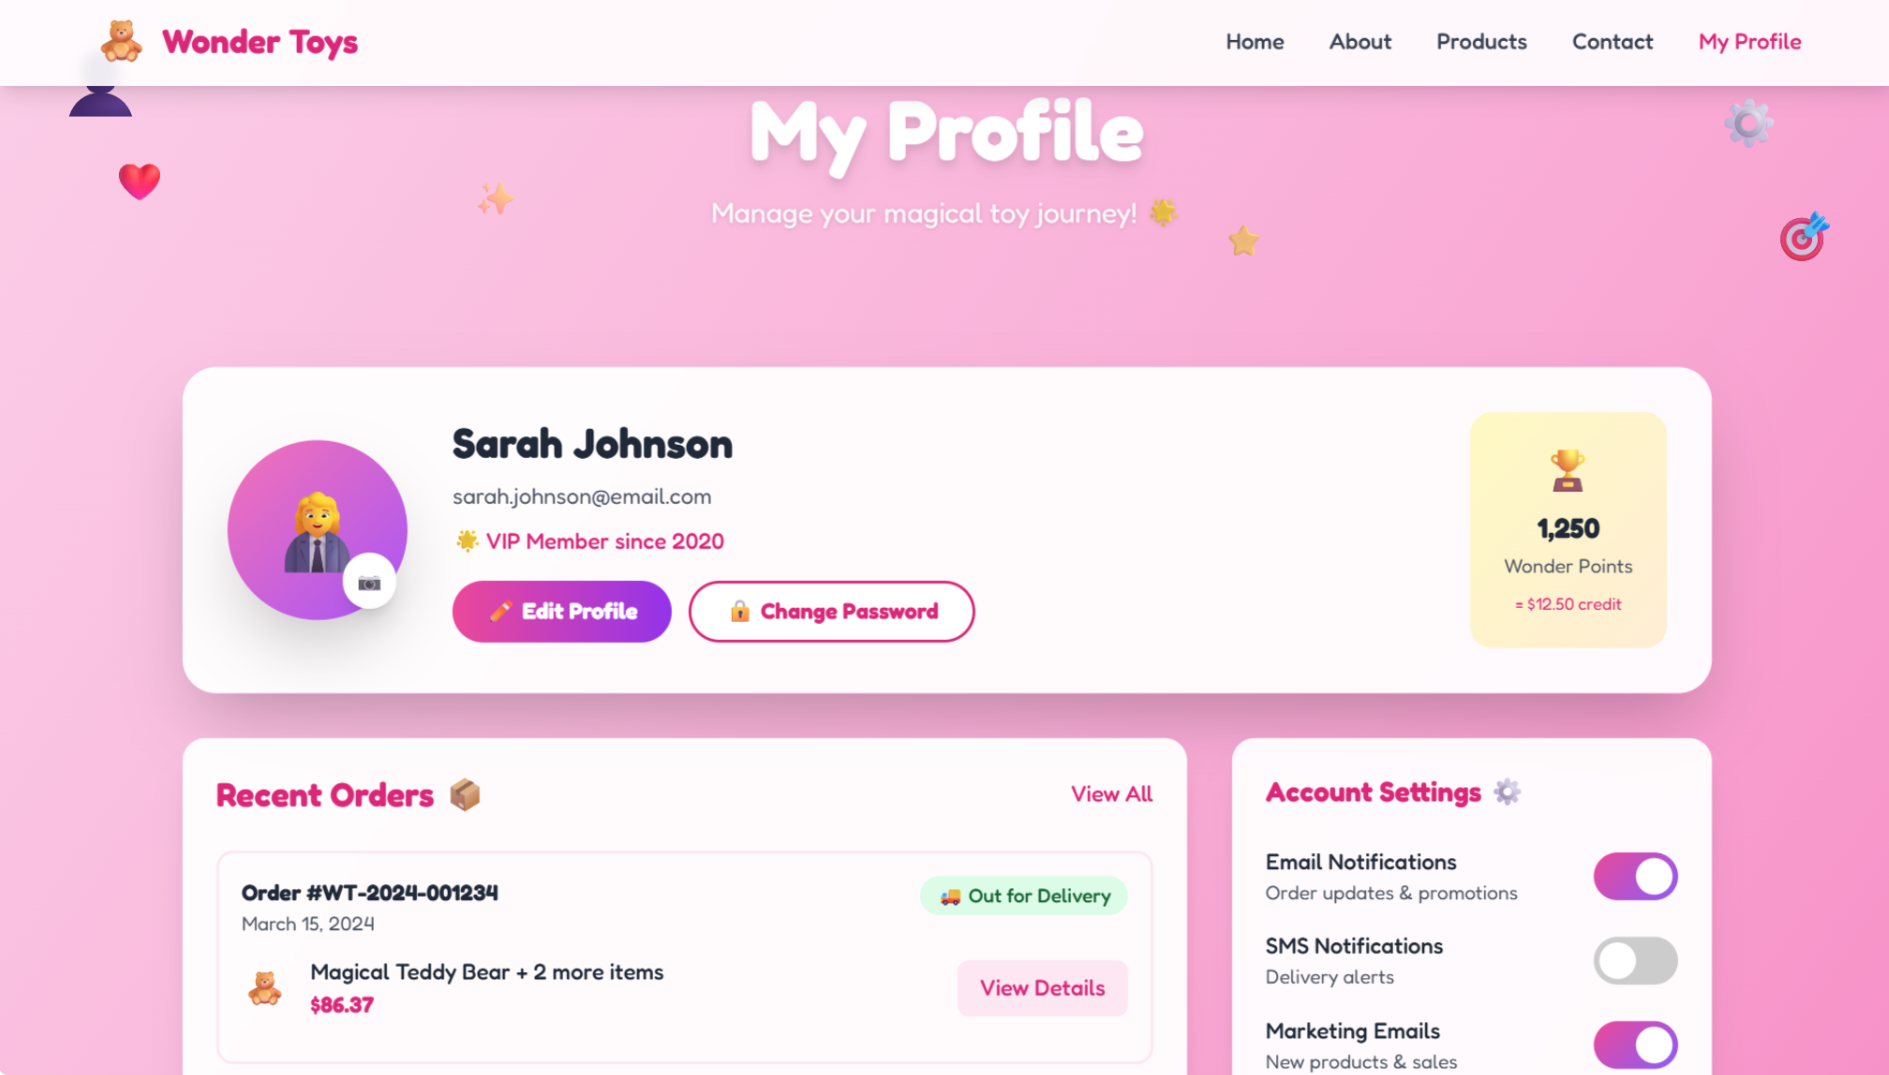 Wonder Toys
Home
About
Products
Contact
My Profile
My Profile
Manage your magical toy journey!
Sarah Johnson
sarah.johnson@email.com
VIP Member since 2020
Edit Profile
Change Password
1,250
Wonder Points
= $12.50 credit
Recent Orders
View All
Order #WT-2024-001234
March 15, 2024
Out for Delivery
Magical Teddy Bear + 2 more items
$86.37
View Details
Account Settings
Email Notifications
Order updates & promotions
SMS Notifications
Delivery alerts
Marketing Emails
New products & sales